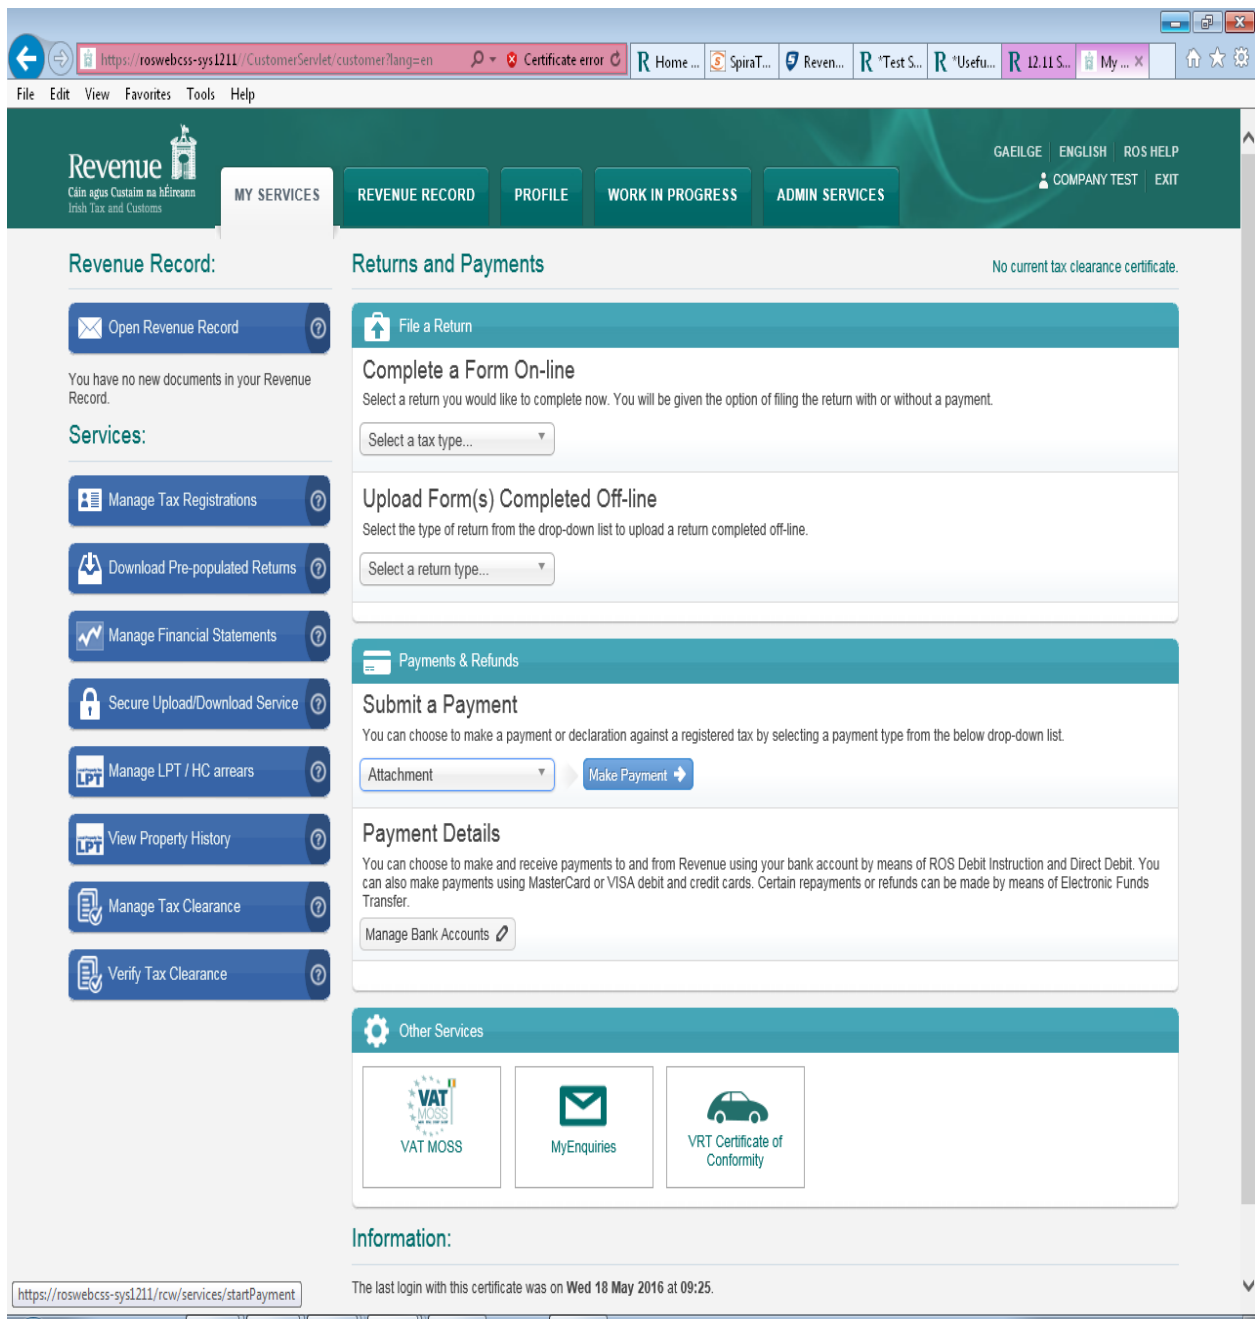 https://roswebcss-sys1211//CustomerServlet/customer?lang=en
Certificate error
Home ...
SpiraT...
Reven...
*Test S...
*Usefu...
12.11 S...
My ...
File Edit View Favorites Tools Help
Revenue
Cáin agus Custaim na hÉireann
Irish Tax and Customs
MY SERVICES
REVENUE RECORD
PROFILE
WORK IN PROGRESS
ADMIN SERVICES
GAEILGE ENGLISH ROS HELP
COMPANY TEST EXIT
Revenue Record:
Open Revenue Record
You have no new documents in your Revenue
Record.
Services:
Manage Tax Registrations
Download Pre-populated Returns
Manage Financial Statements
Secure Upload/Download Service
LPT
Manage LPT / HC arrears
LPT
View Property History
Manage Tax Clearance
Verify Tax Clearance
Returns and Payments
No current tax clearance certificate.
File a Return
Complete a Form On-line
Select a return you would like to complete now. You will be given the option of filing the return with or without a payment.
Select a tax type...
Upload Form(s) Completed Off-line
Select the type of return from the drop-down list to upload a return completed off-line.
Select a return type...
Payments & Refunds
Submit a Payment
You can choose to make a payment or declaration against a registered tax by selecting a payment type from the below drop-down list.
Attachment
Make Payment
Payment Details
You can choose to make and receive payments to and from Revenue using your bank account by means of ROS Debit Instruction and Direct Debit. You
can also make payments using MasterCard or VISA debit and credit cards. Certain repayments or refunds can be made by means of Electronic Funds
Transfer.
Manage Bank Accounts
Other Services
VAT
MOSS
VAT MOSS
MyEnquiries
VRT Certificate of
Conformity
Information:
The last login with this certificate was on Wed 18 May 2016 at 09:25.
https://roswebcss-sys1211/rcw/services/startPayment